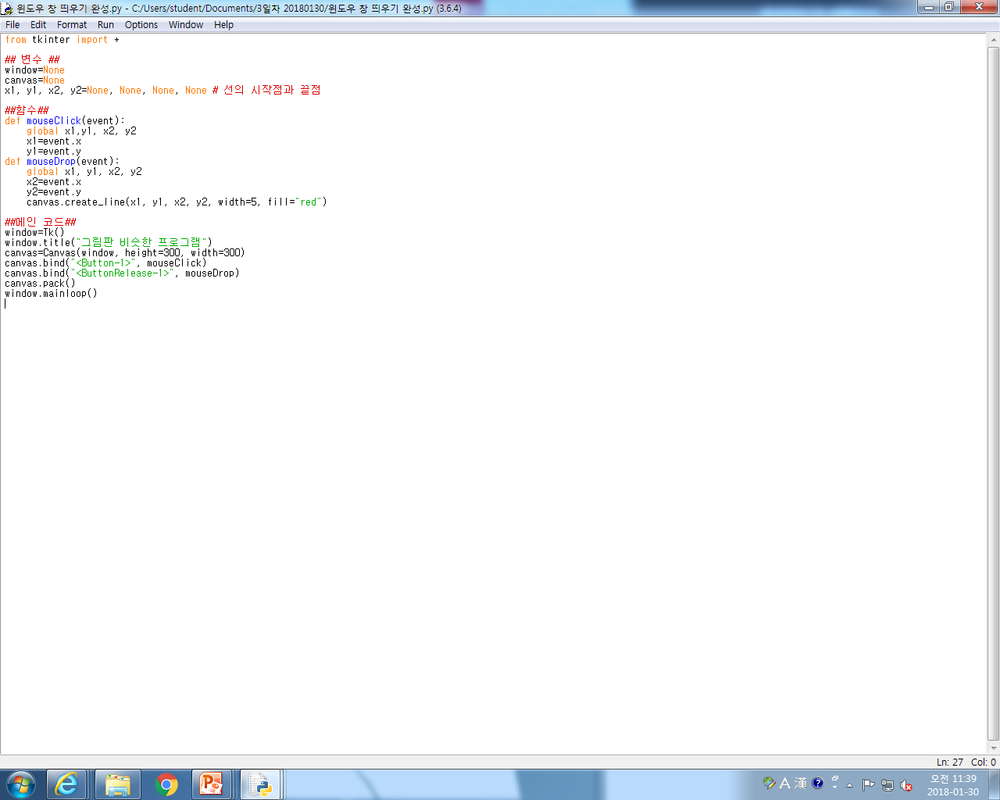 윈도우 창 띄우기 완성.py - C:/Users/student/Documents/3일차 20180130/윈도우 창 띄우기 완성.py (3.6.4)
File Edit Format Run Options Window Help
from tkinter import *
## 변수 ##
window=None
canvas=None
x1, y1, x2, y2=None, None, None, None # 선의 시작점과 끝점
##함수##
def mouseClick(event):
    global x1,y1, x2, y2
    x1=event.x
    y1=event.y
def mouseDrop(event):
    global x1, y1, x2, y2
    x2=event.x
    y2=event.y
    canvas.create_line(x1, y1, x2, y2, width=5, fill="red")
##메인 코드##
window=Tk()
window.title("그림판 비슷한 프로그램")
canvas=Canvas(window, height=300, width=300)
canvas.bind("<Button-1>", mouseClick)
canvas.bind("<ButtonRelease-1>", mouseDrop)
canvas.pack()
window.mainloop()
Ln: 27 Col: 0
A 漢 오전 11:39
2018-01-30